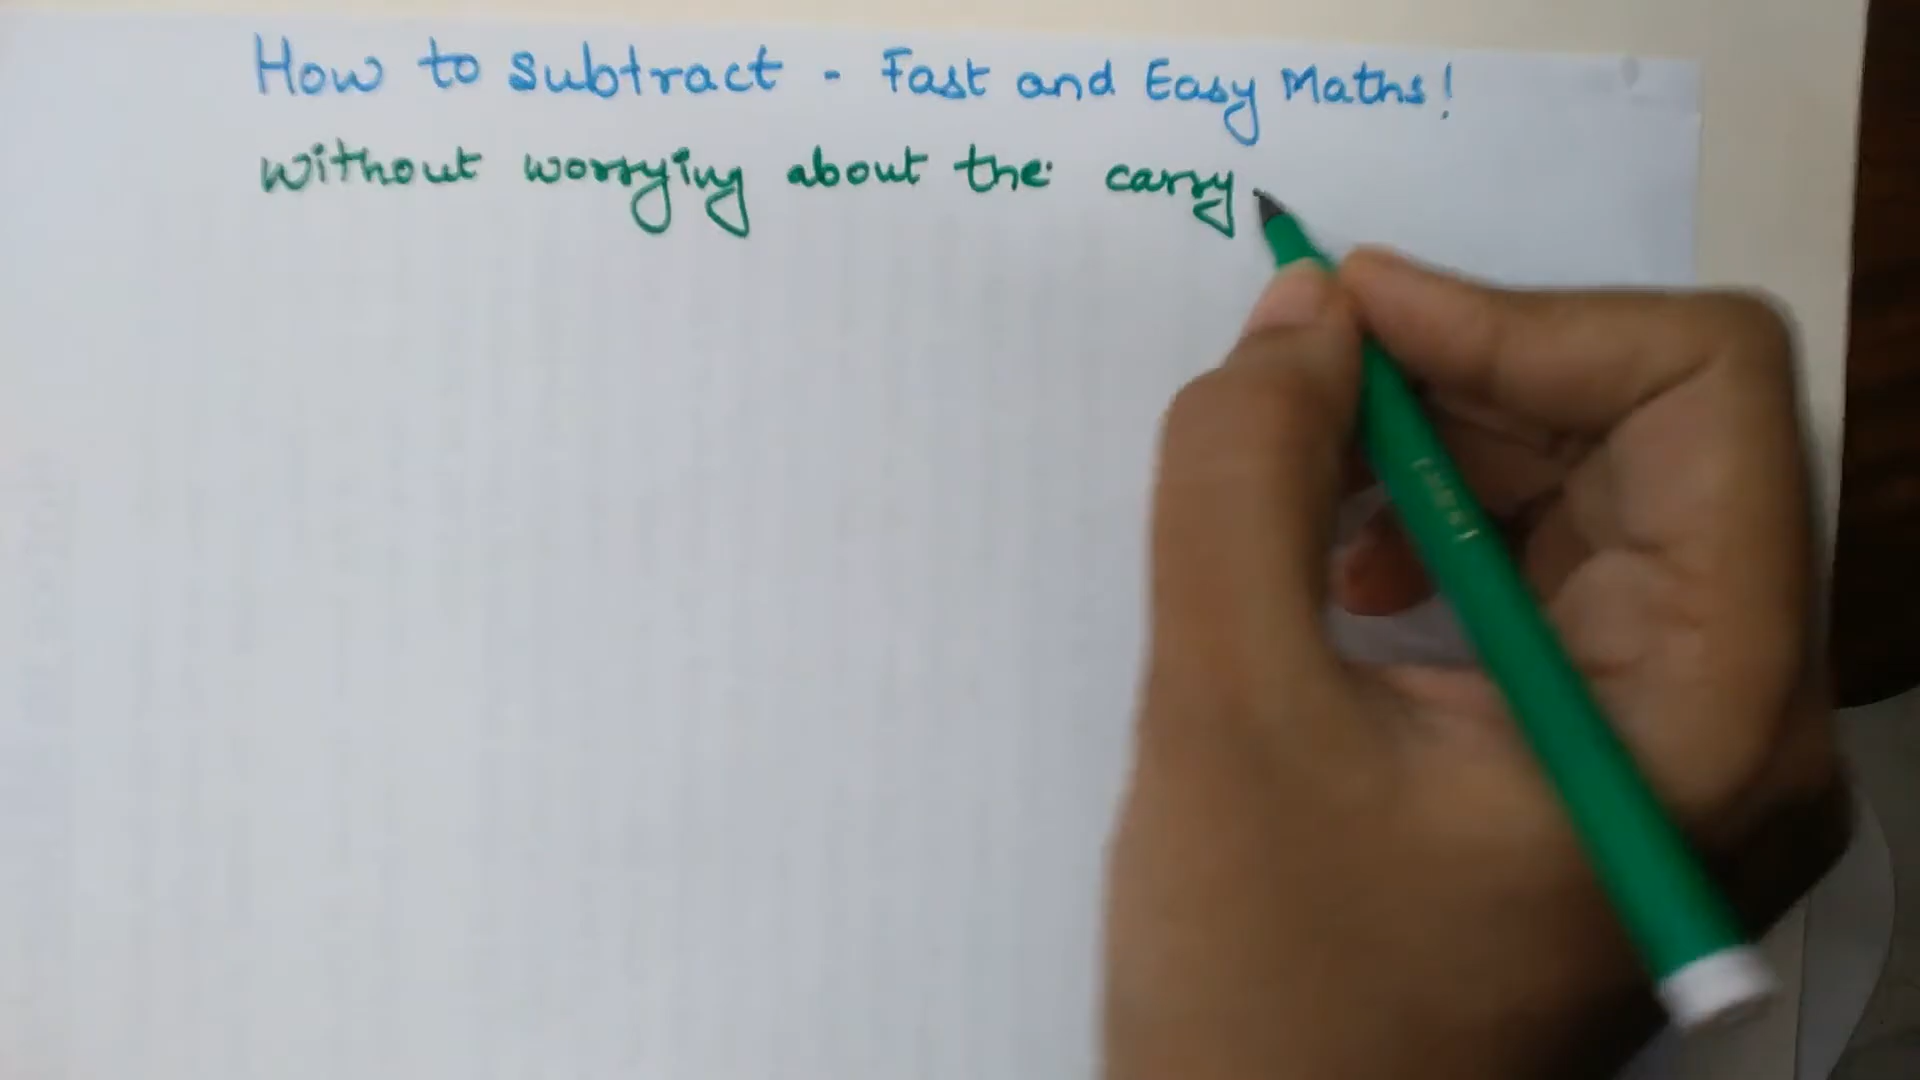 How to subtract - Fast and Easy Maths!
without worrying about the carry